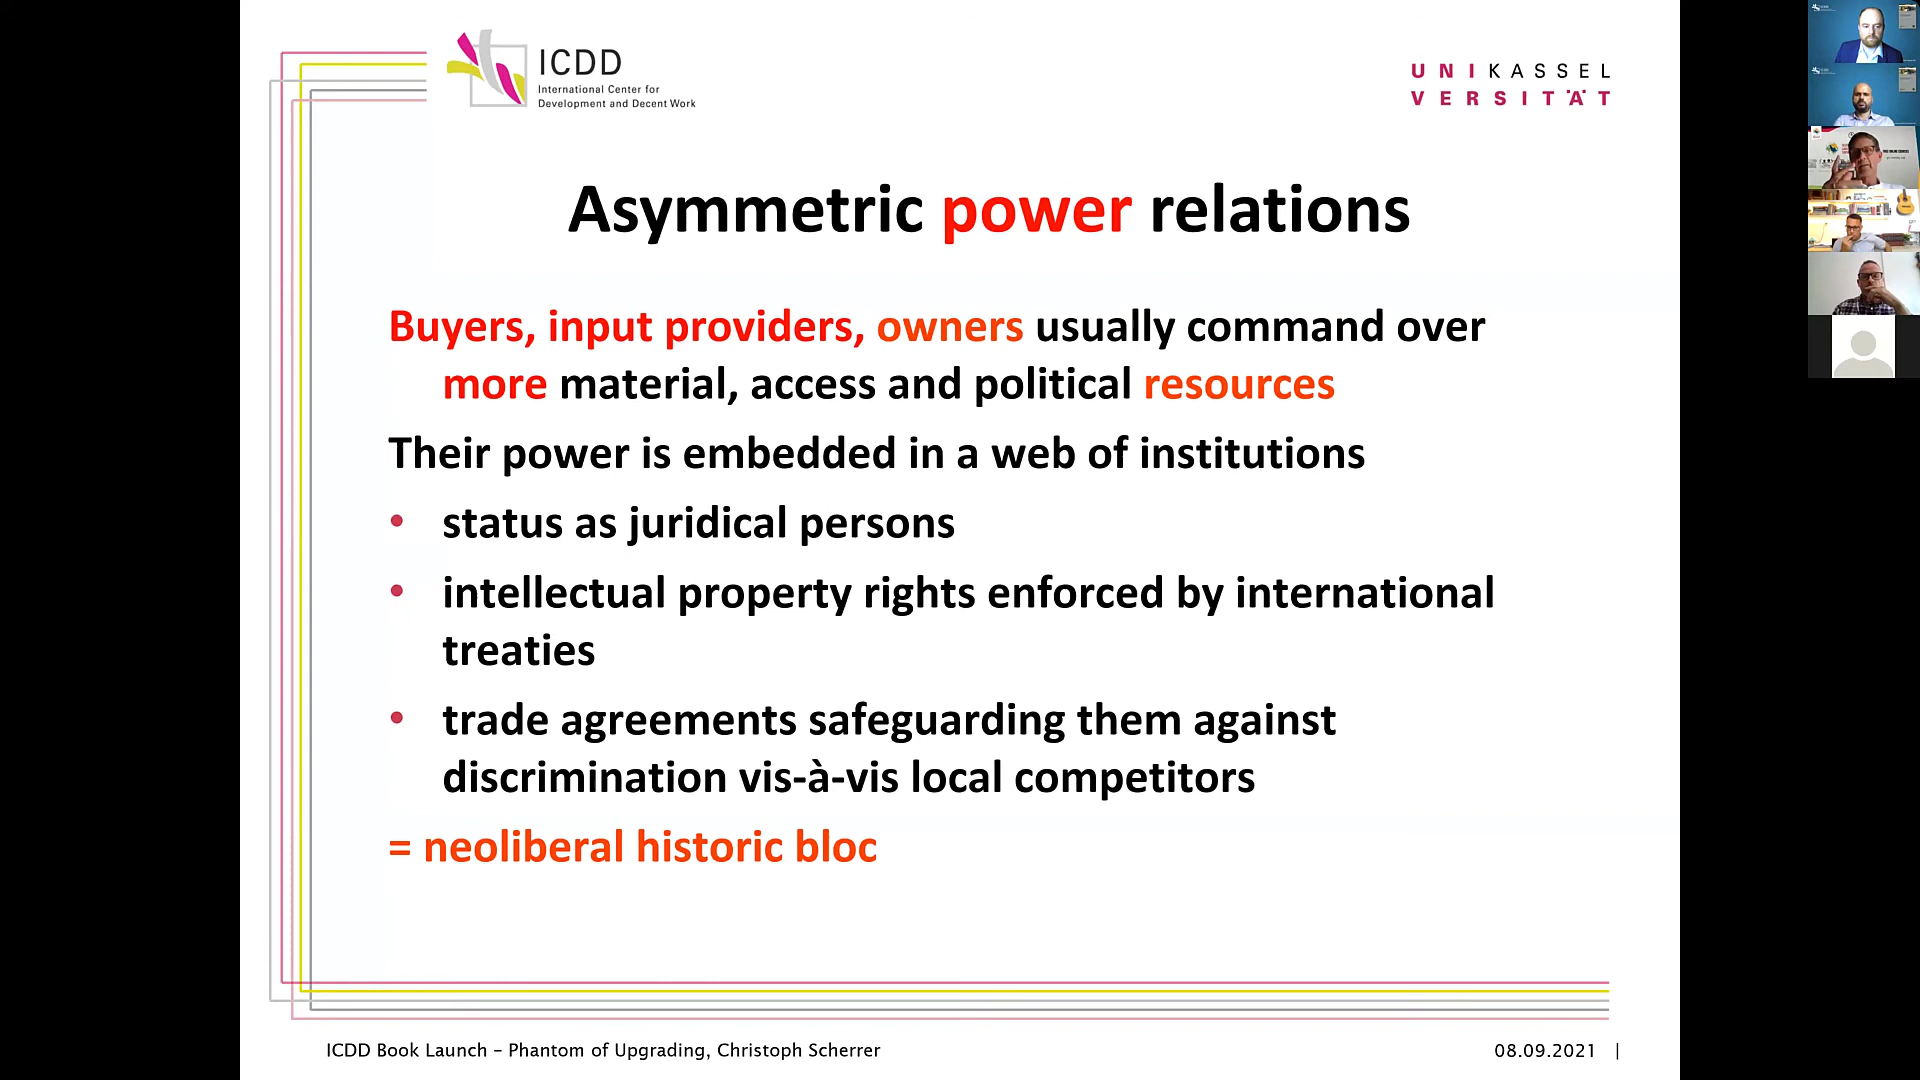 ICDD
International Center for
Development and Decent Work
UNIKASSEL
VERSITÄT
Asymmetric power relations
Buyers, input providers, owners usually command over
more material, access and political resources
Their power is embedded in a web of institutions
• status as juridical persons
• intellectual property rights enforced by international
treaties
• trade agreements safeguarding them against
discrimination vis-à-vis local competitors
= neoliberal historic bloc
ICDD Book Launch – Phantom of Upgrading, Christoph Scherrer
08.09.2021 |